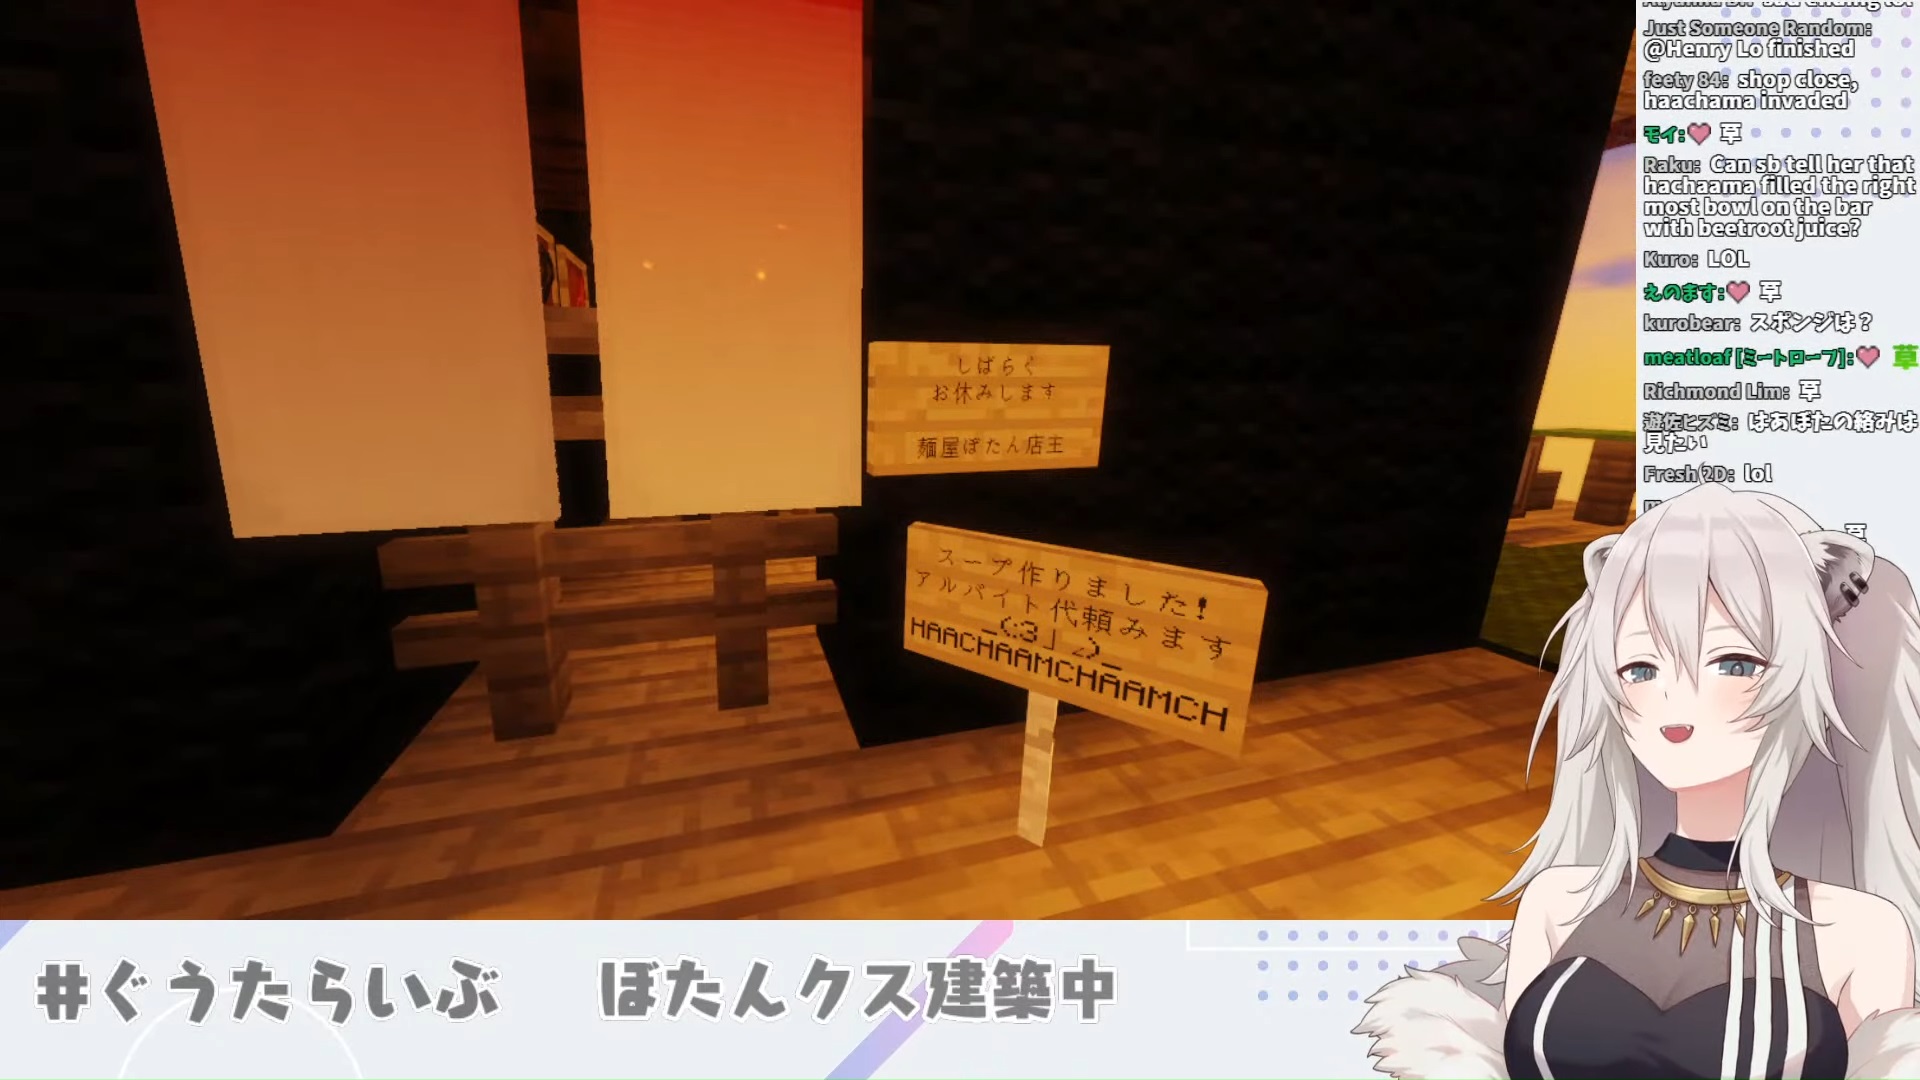 しばらく
お休みします
麺屋ぼたん店主
スープ作りました!
アルバイト代頼みます
_(:3」 ∠)_
HAACHAAMCHAAMCH
#ぐうたらいぶ ぼたんクス建築中
Just Someone Random:
@Henry Lo finished
feety 84: shop close,
haachama invaded
モイ: 草
Raku: Can sb tell her that
hachaama filled the right
most bowl on the bar
with beetroot juice?
Kuro: LOL
えのます: 草
kurobear: スポンジは?
meatloaf [ミートローブ]: 草
Richmond Lim: 草
遊佐ヒズミ: はあぼたの絡みは
見たい
Fresh 2D: lol
草